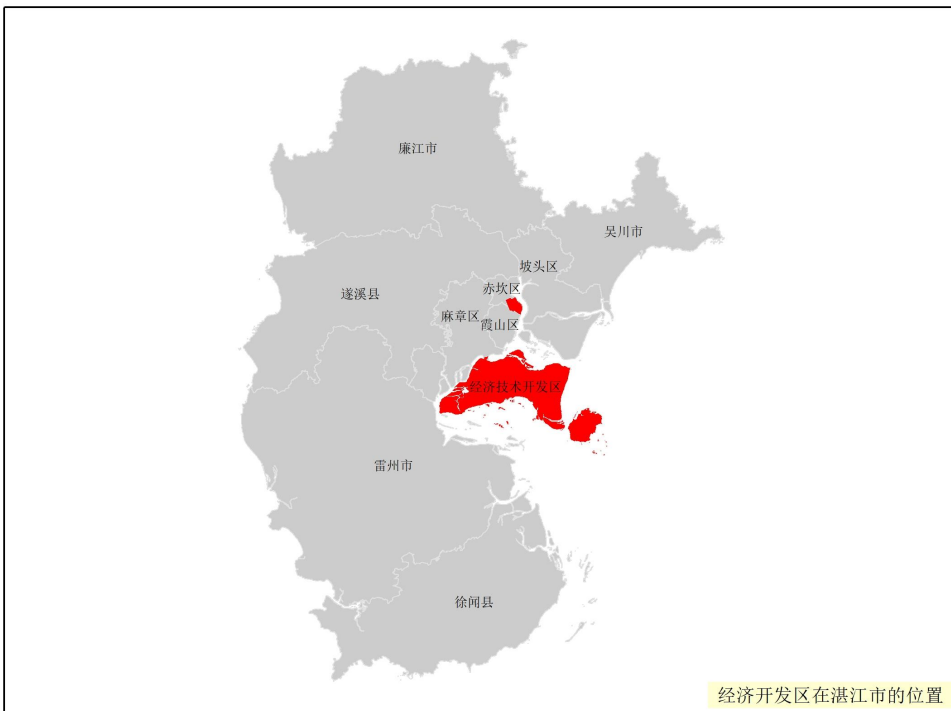 廉江市
吴川市
坡头区
赤坎区
遂溪县
麻章区
霞山区
经济技术开发区
雷州市
徐闻县
经济开发区在湛江市的位置